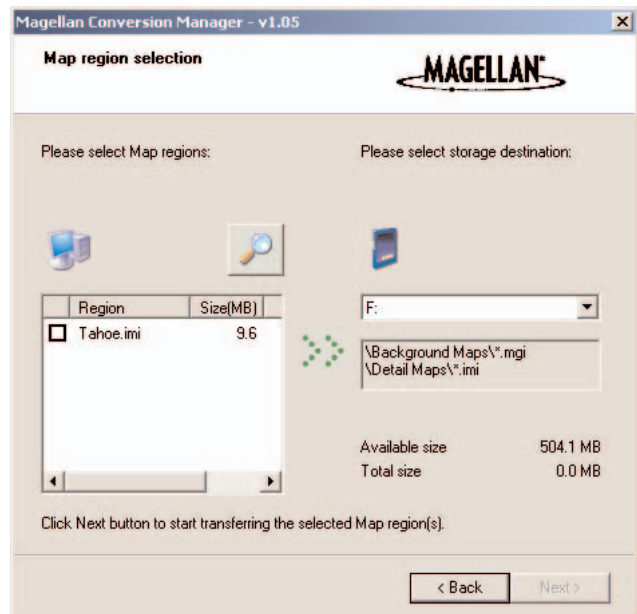 Magellan Conversion Manager - v1.05
Map region selection
MAGELLAN
Please select Map regions:
Please select storage destination:
Region Size(MB)
Tahoe.imi 9.6
F:
\Background Maps\*.mgi
\Detail Maps\*.imi
Available size 504.1 MB
Total size 0.0 MB
Click Next button to start transferring the selected Map region(s).
< Back Next >